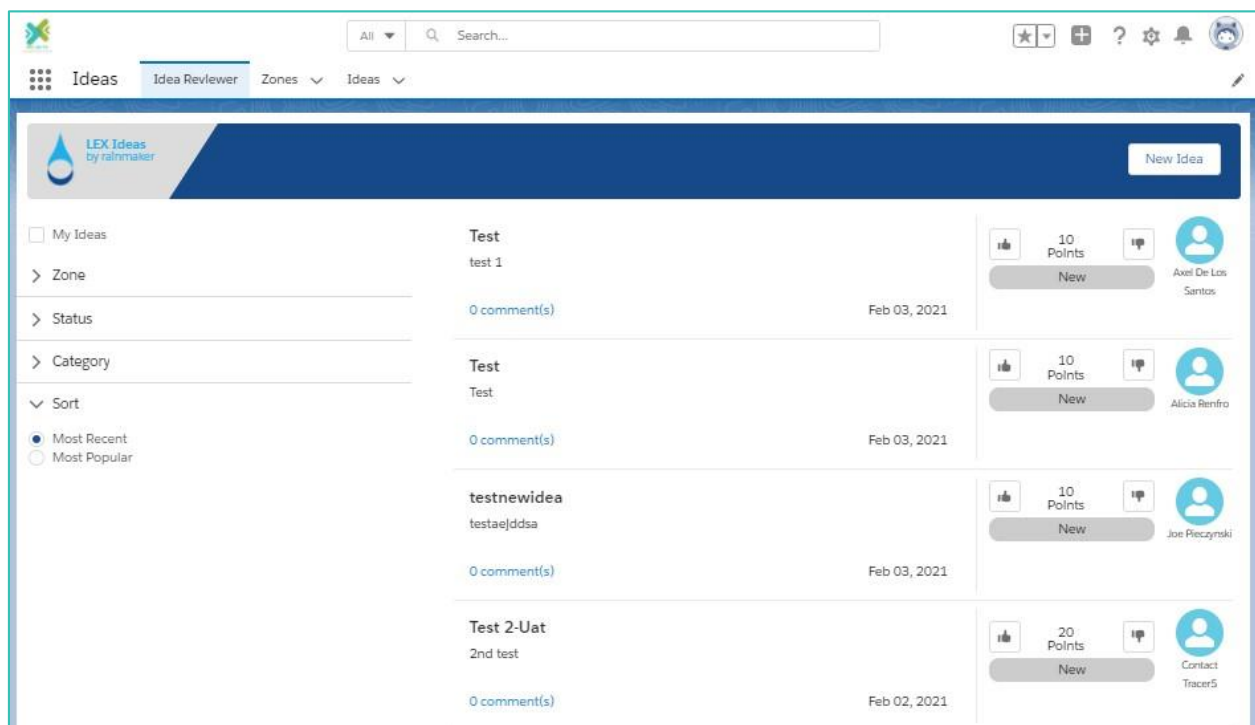 All
Search...
Ideas
Idea Reviewer
Zones
Ideas
LEX Ideas
by rainmaker
New Idea
My Ideas
Zone
Status
Category
Sort
Most Recent
Most Popular
Test
test 1
0 comment(s)
Feb 03, 2021
10
Points
New
Axel De Los
Santos
Test
Test
0 comment(s)
Feb 03, 2021
10
Points
New
Alicia Renfro
testnewidea
testaejddsa
0 comment(s)
Feb 03, 2021
10
Points
New
Joe Pieczynski
Test 2-Uat
2nd test
0 comment(s)
Feb 02, 2021
20
Points
New
Contact
Tracer5